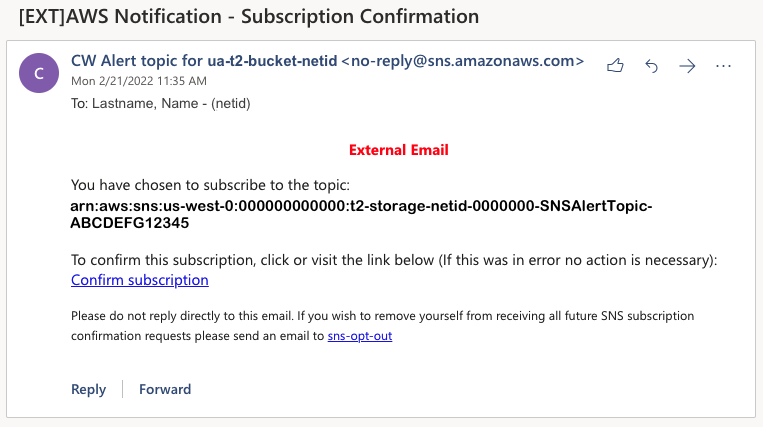 [EXT]AWS Notification - Subscription Confirmation
C
CW Alert topic for ua-t2-bucket-netid <no-reply@sns.amazonaws.com>
Mon 2/21/2022 11:35 AM
To: Lastname, Name - (netid)
External Email
You have chosen to subscribe to the topic:
arn:aws:sns:us-west-0:000000000000:t2-storage-netid-0000000-SNSAlertTopic-
ABCDEFG12345
To confirm this subscription, click or visit the link below (If this was in error no action is necessary):
Confirm subscription
Please do not reply directly to this email. If you wish to remove yourself from receiving all future SNS subscription
confirmation requests please send an email to sns-opt-out
Reply Forward